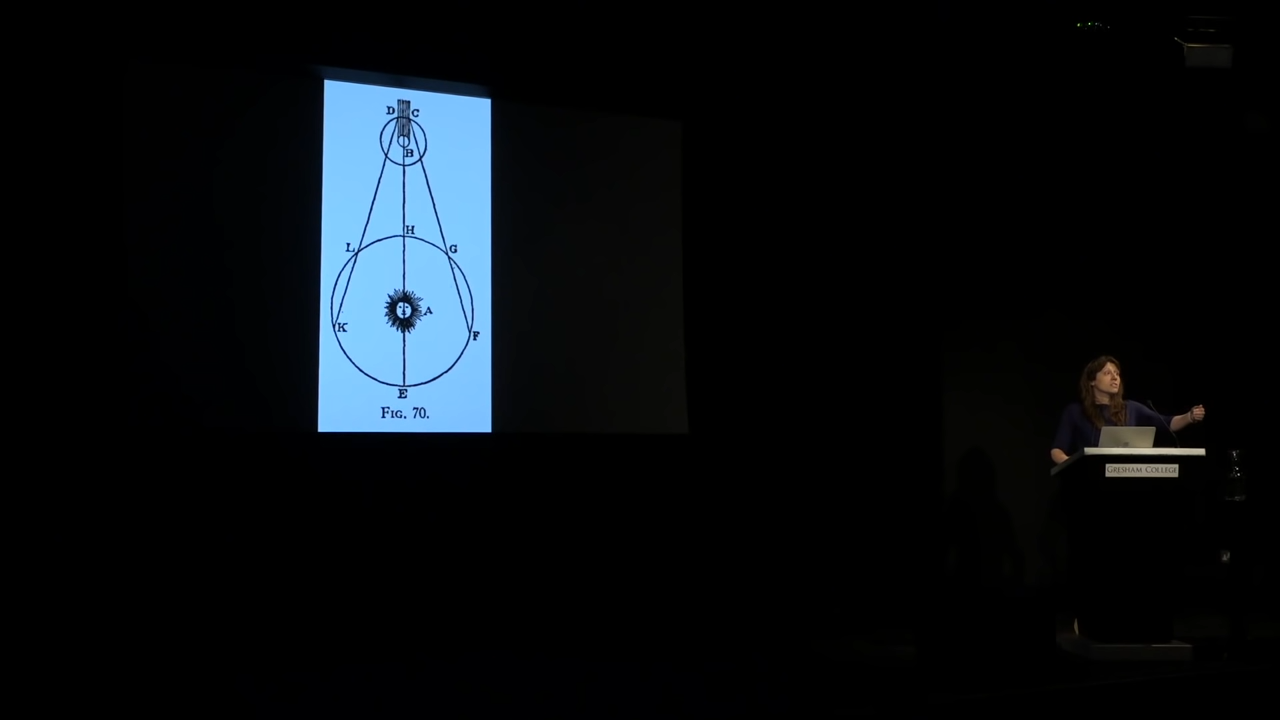 D C
B
H
L G
A
K F
E
FIG. 70.
GRESHAM COLLEGE